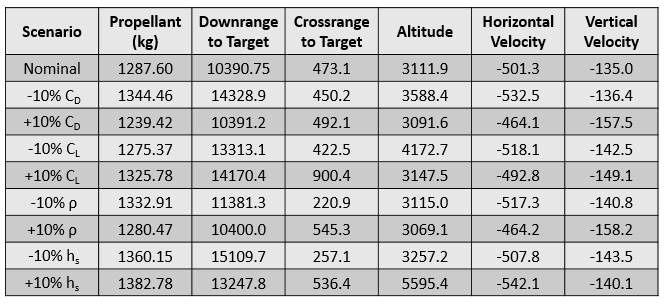 Scenario Propellant (kg) Downrange to Target Crossrange to Target Altitude Horizontal Velocity Vertical Velocity
Nominal 1287.60 10390.75 473.1 3111.9 -501.3 -135.0
-10% C_D 1344.46 14328.9 450.2 3588.4 -532.5 -136.4
+10% C_D 1239.42 10391.2 492.1 3091.6 -464.1 -157.5
-10% C_L 1275.37 13313.1 422.5 4172.7 -518.1 -142.5
+10% C_L 1325.78 14170.4 900.4 3147.5 -492.8 -149.1
-10% ρ 1332.91 11381.3 220.9 3115.0 -517.3 -140.8
+10% ρ 1280.47 10400.0 545.3 3069.1 -464.2 -158.2
-10% h_s 1360.15 15109.7 257.1 3257.2 -507.8 -143.5
+10% h_s 1382.78 13247.8 536.4 5595.4 -542.1 -140.1